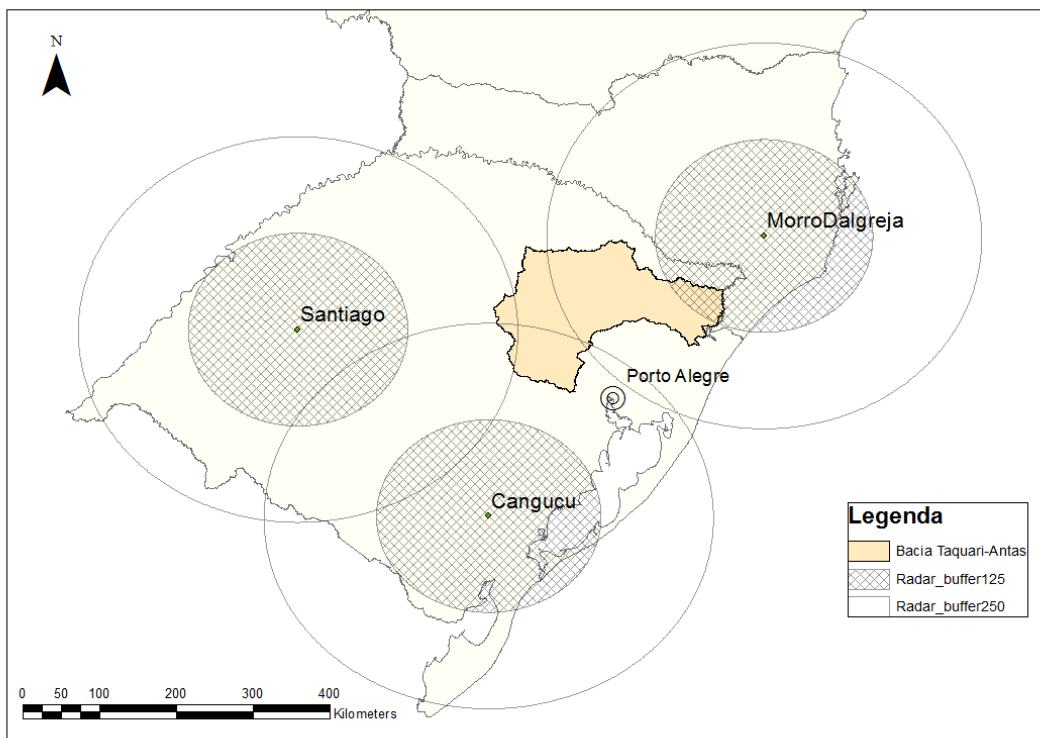 N
MorroDaIgreja
Santiago
Porto Alegre
Cangucu
Legenda
Bacia Taquari-Antas
Radar_buffer125
Radar_buffer250
0 50 100 200 300 400
Kilometers